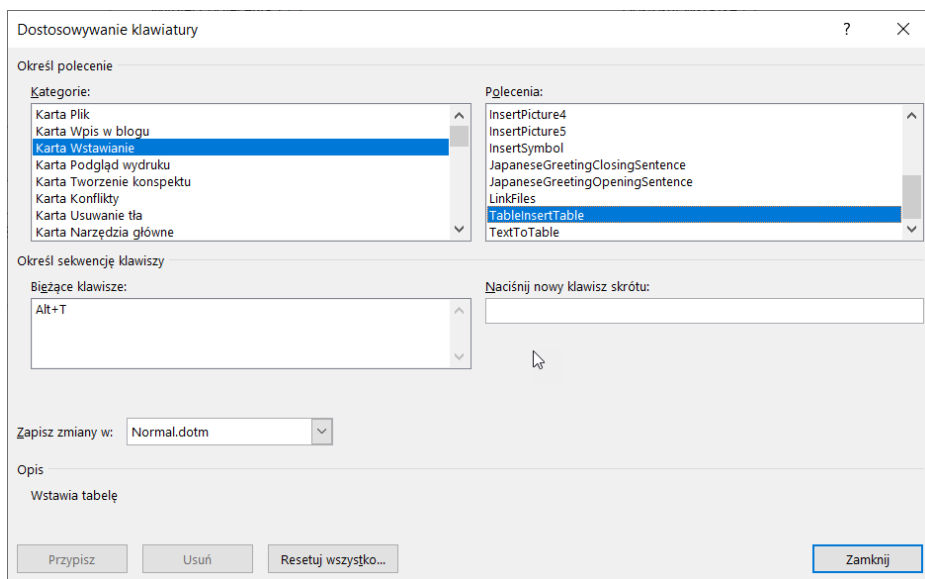 Dostosowywanie klawiatury
?
Określ polecenie
Kategorie:
Karta Plik
Karta Wpis w blogu
Karta Wstawianie
Karta Podgląd wydruku
Karta Tworzenie konspektu
Karta Konflikty
Karta Usuwanie tła
Karta Narzędzia główne
Polecenia:
InsertPicture4
InsertPicture5
InsertSymbol
JapaneseGreetingClosingSentence
JapaneseGreetingOpeningSentence
LinkFiles
TableInsertTable
TextToTable
Określ sekwencję klawiszy
Bieżące klawisze:
Alt+T
Naciśnij nowy klawisz skrótu:
Zapisz zmiany w:
Normal.dotm
Opis
Wstawia tabelę
Przypisz
Usuń
Resetuj wszystko...
Zamknij